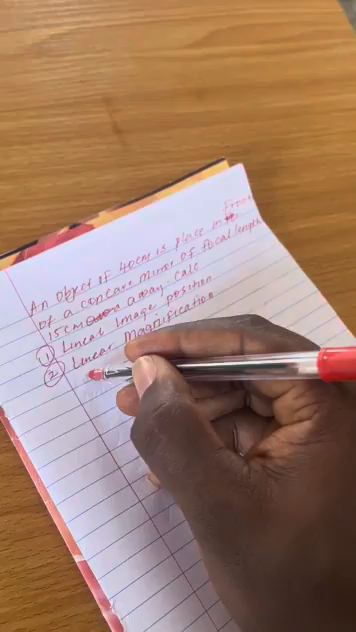 An object of 40cm is place in front
of a concave mirror of focal length
15cm away. Calc
① Lineal Image position
② Linear Magnification